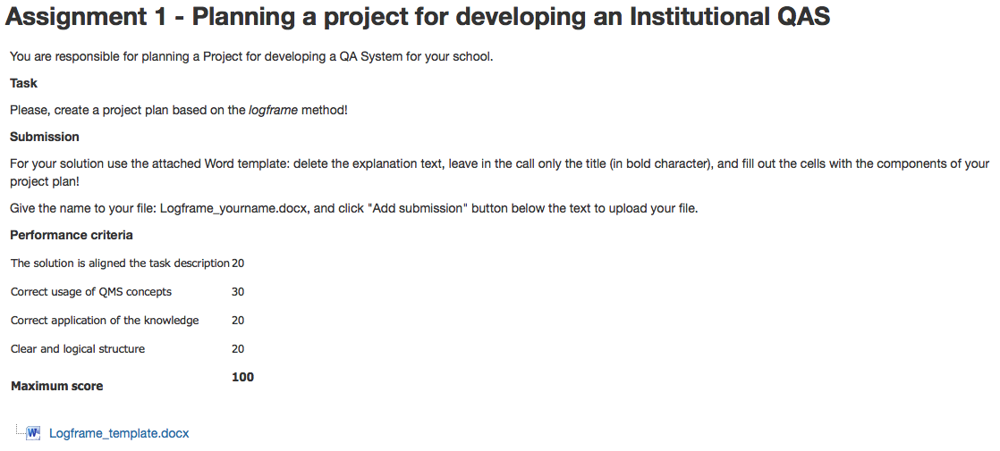 Assignment 1 - Planning a project for developing an Institutional QAS
You are responsible for planning a Project for developing a QA System for your school.
Task
Please, create a project plan based on the logframe method!
Submission
For your solution use the attached Word template: delete the explanation text, leave in the call only the title (in bold character), and fill out the cells with the components of your
project plan!
Give the name to your file: Logframe_yourname.docx, and click "Add submission" button below the text to upload your file.
Performance criteria
The solution is aligned the task description 20
Correct usage of QMS concepts 30
Correct application of the knowledge 20
Clear and logical structure 20
Maximum score 100
Logframe_template.docx